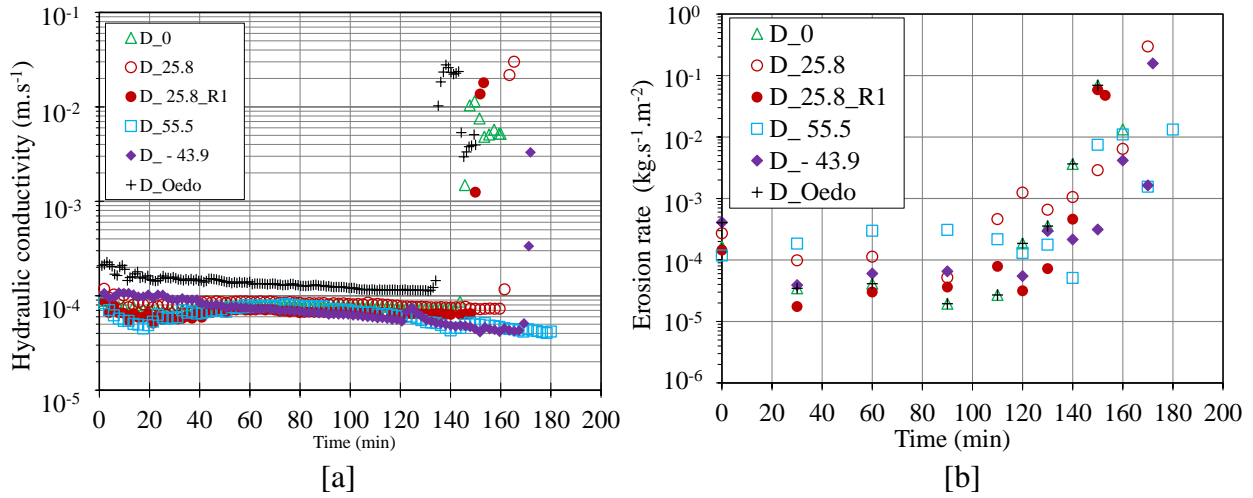 Hydraulic conductivity (m.s-1)
10-1
10-2
10-3
10-4
10-5
D_0
D_25.8
D_ 25.8_R1
D_55.5
D_- 43.9
D_Oedo
0 20 40 60 80 100 120 140 160 180 200
Time (min)
[a]
Erosion rate (kg.s-1.m-2)
100
10-1
10-2
10-3
10-4
10-5
10-6
D_0
D_25.8
D_25.8_R1
D_ 55.5
D_- 43.9
D_Oedo
0 20 40 60 80 100 120 140 160 180 200
Time (min)
[b]